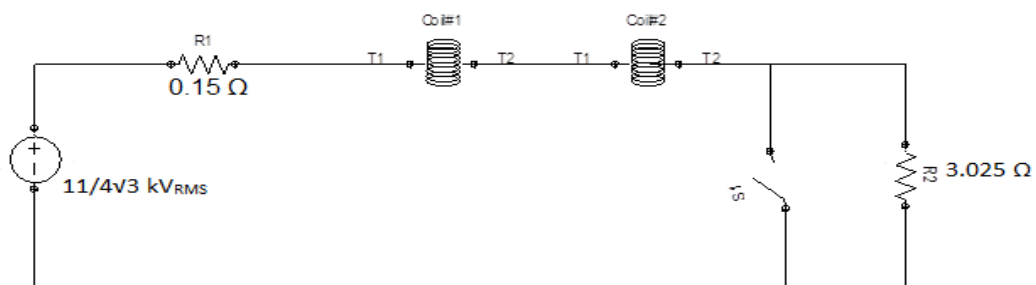 Coil#1
Coil#2
R1
T1
T2
T1
T2
0.15 Ω
11/4√3 kVRMS
S1
R2
3.025 Ω